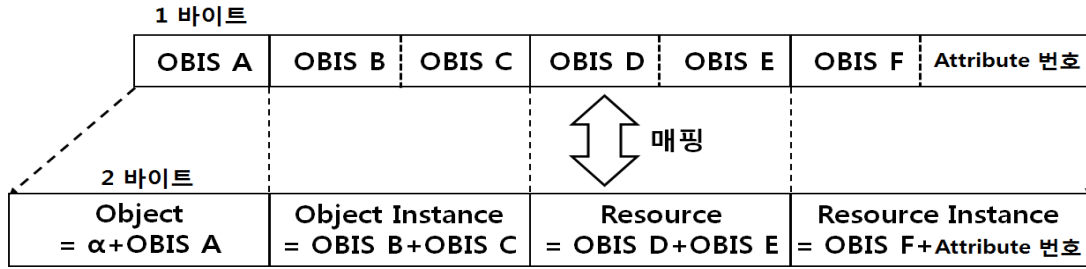 1 바이트
OBIS A OBIS B OBIS C OBIS D OBIS E OBIS F Attribute 번호
매핑
2 바이트
Object
= α+OBIS A
Object Instance
= OBIS B+OBIS C
Resource
= OBIS D+OBIS E
Resource Instance
= OBIS F+Attribute 번호